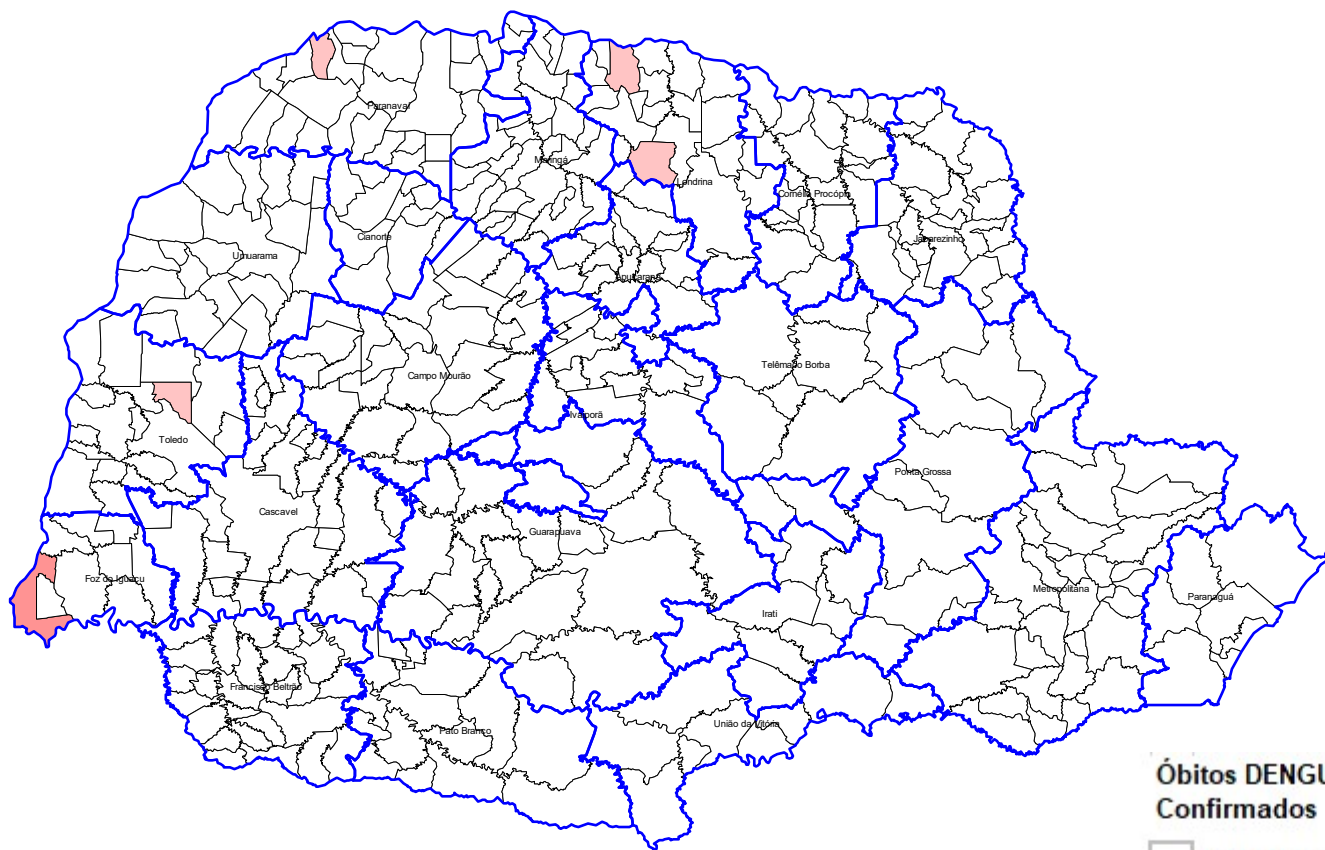 Paranavaí
Maringá
Londrina
Cornélio Procópio
Jacarezinho
Cianorte
Umuarama
Apucarana
Telêmaco Borba
Campo Mourão
Ivaiporã
Toledo
Ponta Grossa
Cascavel
Guarapuava
Foz do Iguaçu
Metropolitana
Paranaguá
Irati
Francisco Beltrão
União da Vitória
Pato Branco
Óbitos DENGU
Confirmados